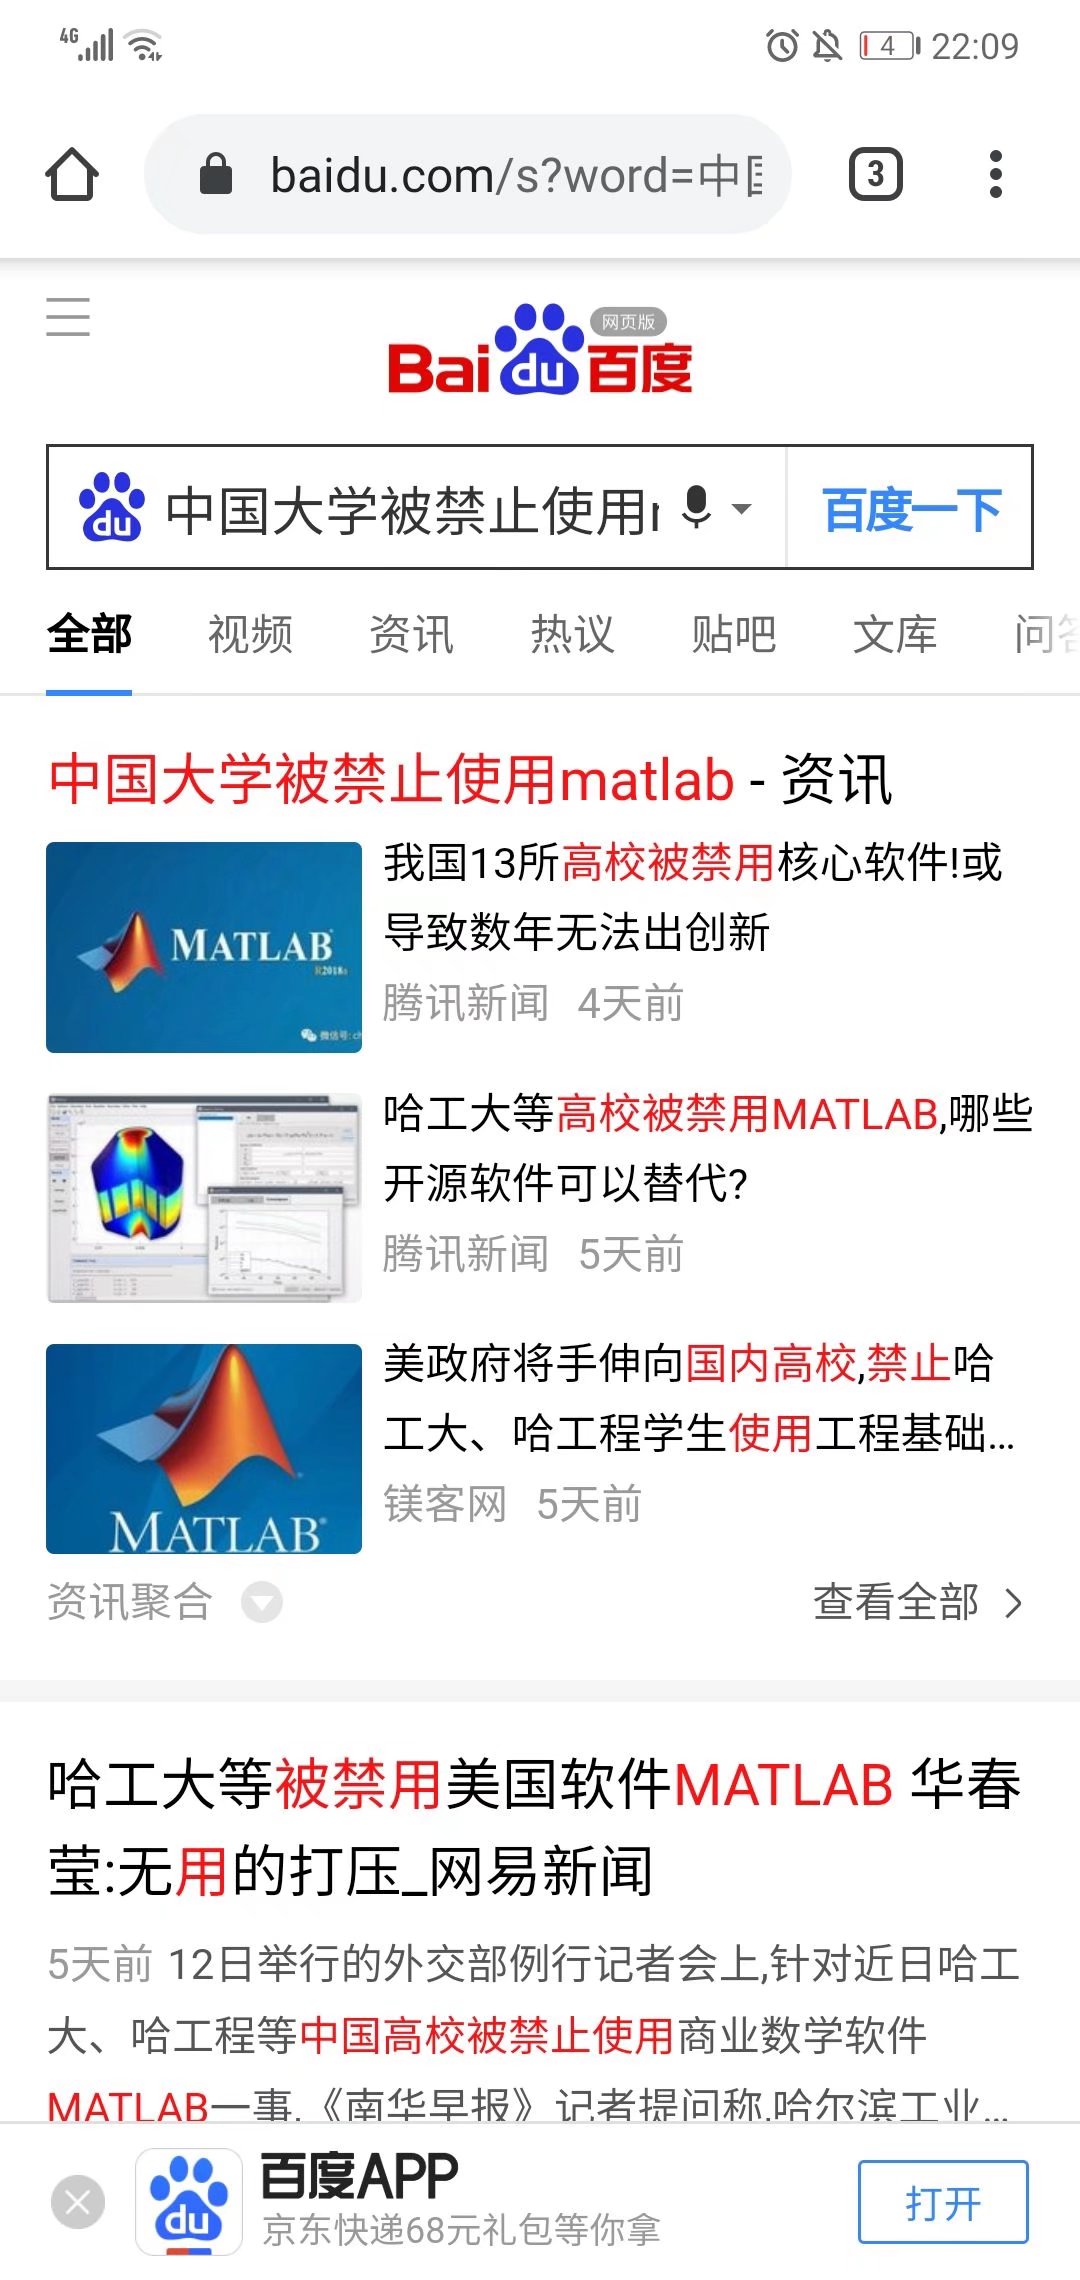 4G 4 22:09
baidu.com/s?word=中 3
网页版
Bai du 百度
du 中国大学被禁止使用 百度一下
全部 视频 资讯 热议 贴吧 文库 问答
中国大学被禁止使用matlab - 资讯
我国13所高校被禁用核心软件!或
导致数年无法出创新
腾讯新闻 4天前
MATLAB
R2018a
微信号: ch
哈工大等高校被禁用MATLAB,哪些
开源软件可以替代?
腾讯新闻 5天前
美政府将手伸向国内高校,禁止哈
工大、哈工程学生使用工程基础...
镁客网 5天前
MATLAB
资讯聚合 查看全部
哈工大等被禁用美国软件MATLAB 华春
莹:无用的打压_网易新闻
5天前 12日举行的外交部例行记者会上,针对近日哈工
大、哈工程等中国高校被禁止使用商业数学软件
MATLAB一事,《南华早报》记者提问称,哈尔滨工业...
du 百度APP
京东快递68元礼包等你拿
打开